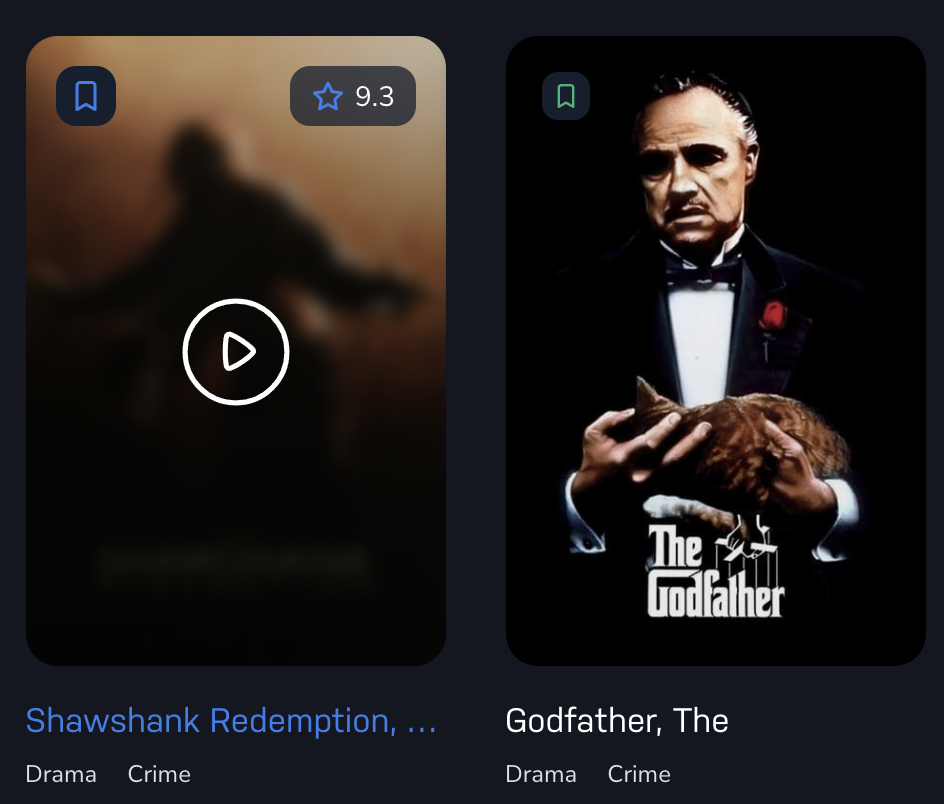 9.3
The
Godfather
Shawshank Redemption, ...
Godfather, The
Drama Crime
Drama Crime